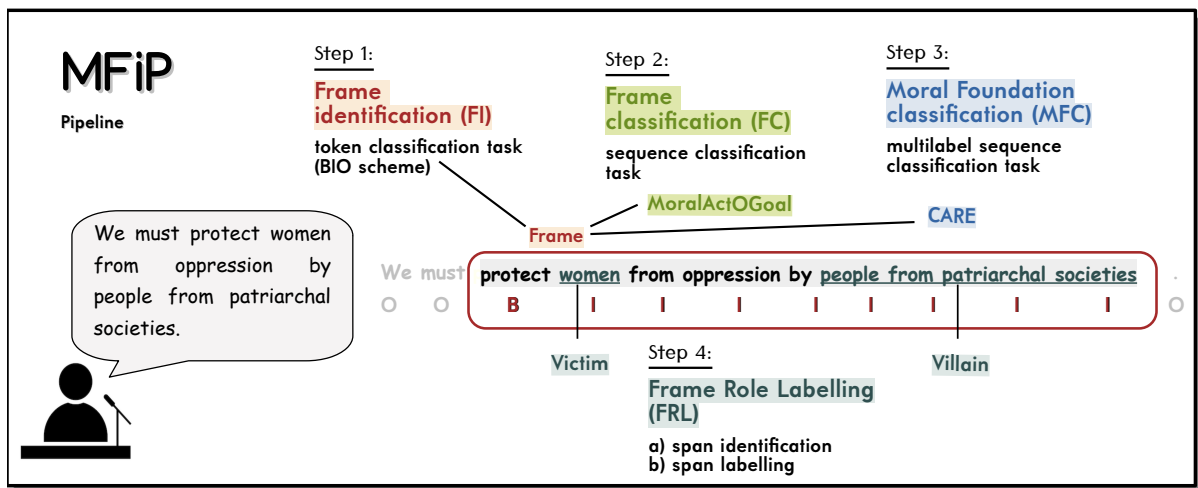 MFiP
Pipeline
Step 1:
Frame
identification (FI)
token classification task
(BIO scheme)
Step 2:
Frame
classification (FC)
sequence classification
task
Step 3:
Moral Foundation
classification (MFC)
multilabel sequence
classification task
MoralActOGoal
CARE
Frame
We must protect women
from oppression by
people from patriarchal
societies.
We must protect women from oppression by people from patriarchal societies .
O O B I I I I I I I I O
Victim
Villain
Step 4:
Frame Role Labelling
(FRL)
a) span identification
b) span labelling